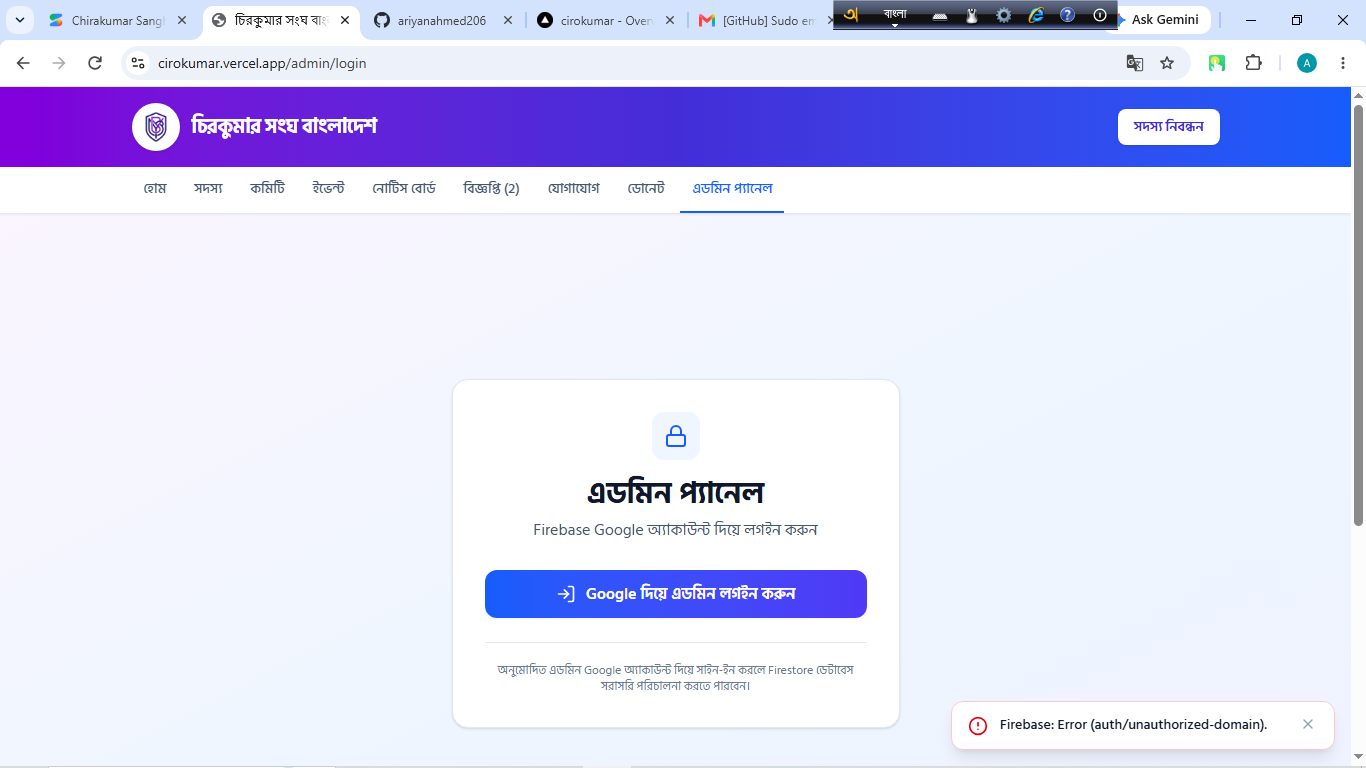 Chirakumar Sangh
চিরকুমার সংঘ বাং
ariyanahmed206
cirokumar - Over
[GitHub] Sudo em
অ
বাংলা
Ask Gemini
cirokumar.vercel.app/admin/login
A
চিরকুমার সংঘ বাংলাদেশ
সদস্য নিবন্ধন
হোম
সদস্য
কমিটি
ইভেন্ট
নোটিস বোর্ড
বিজ্ঞপ্তি (2)
যোগাযোগ
ডোনেট
এডমিন প্যানেল
এডমিন প্যানেল
Firebase Google অ্যাকাউন্ট দিয়ে লগইন করুন
Google দিয়ে এডমিন লগইন করুন
অনুমোদিত এডমিন Google অ্যাকাউন্ট দিয়ে সাইন-ইন করলে Firestore ডেটাবেস
সরাসরি পরিচালনা করতে পারবেন।
Firebase: Error (auth/unauthorized-domain).